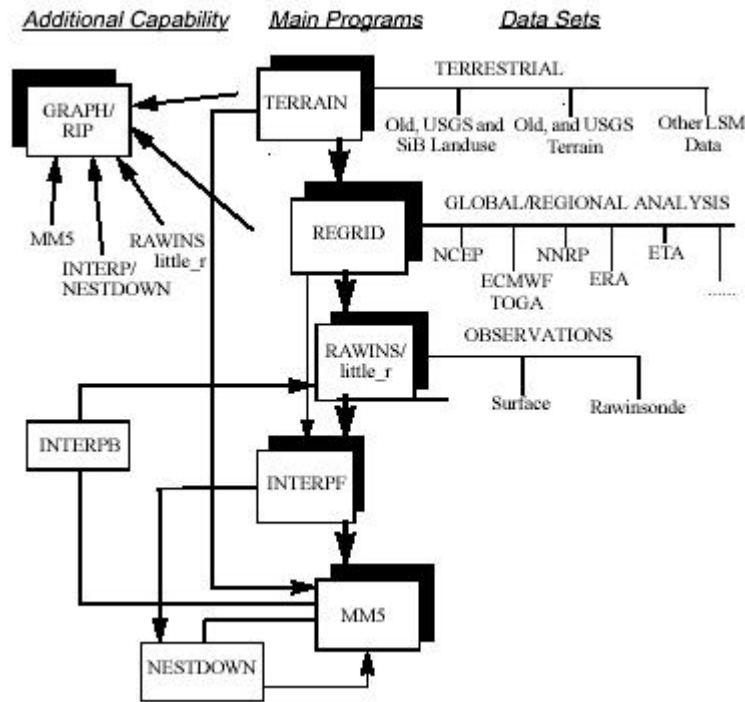 Additional Capability
Main Programs
Data Sets
GRAPH/
RIP
MM5
INTERP/
NESTDOWN
RAWINS
little_r
TERRAIN
TERRESTRIAL
Old, USGS and
SiB Landuse
Old, and USGS
Terrain
Other LSM
Data
REGRID
GLOBAL/REGIONAL ANALYSIS
NCEP
ECMWF
TOGA
NNRP
ERA
ETA
......
RAWINS/
little_r
OBSERVATIONS
Surface
Rawinsonde
INTERPB
INTERPF
MM5
NESTDOWN